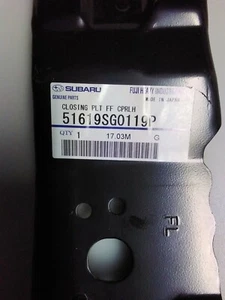 SUBARU FUJI HEAVY INDUSTRIES
GENUINE PARTS MADE IN JAPAN
CLOSING PLT FF CPRLH
51619SG0119P
QTY 1 17.03M G
FL